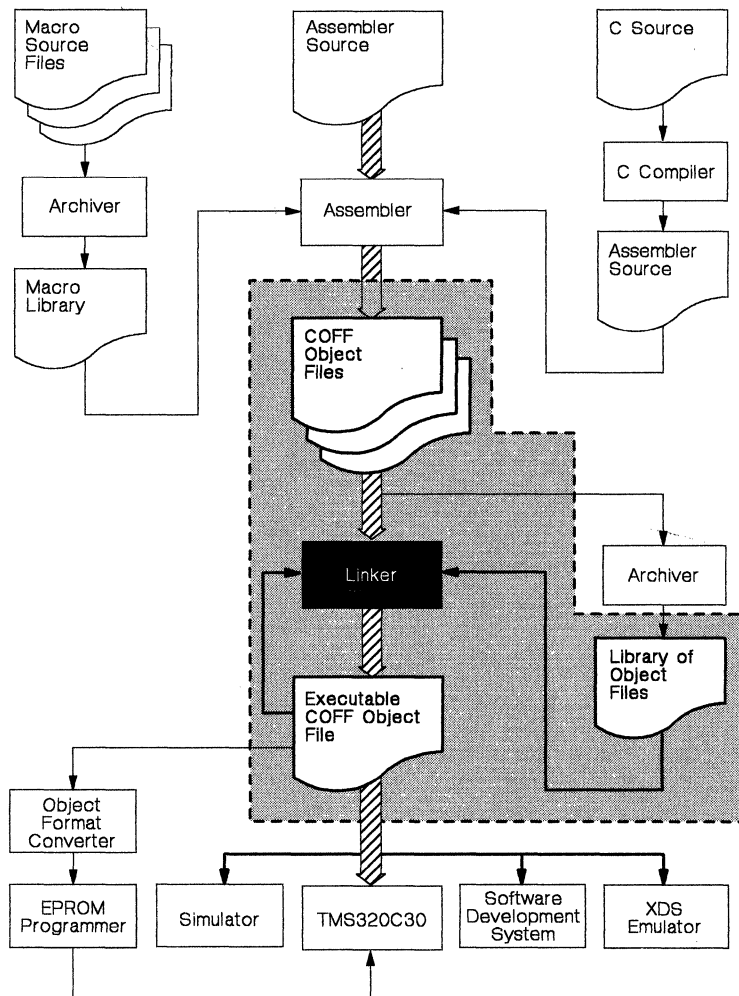 Macro
Source
Files
Assembler
Source
C Source
Archiver
Assembler
C Compiler
Macro
Library
Assembler
Source
COFF
Object
Files
Linker
Archiver
Executable
COFF Object
File
Library of
Object
Files
Object
Format
Converter
EPROM
Programmer
Simulator
TMS320C30
Software
Development
System
XDS
Emulator